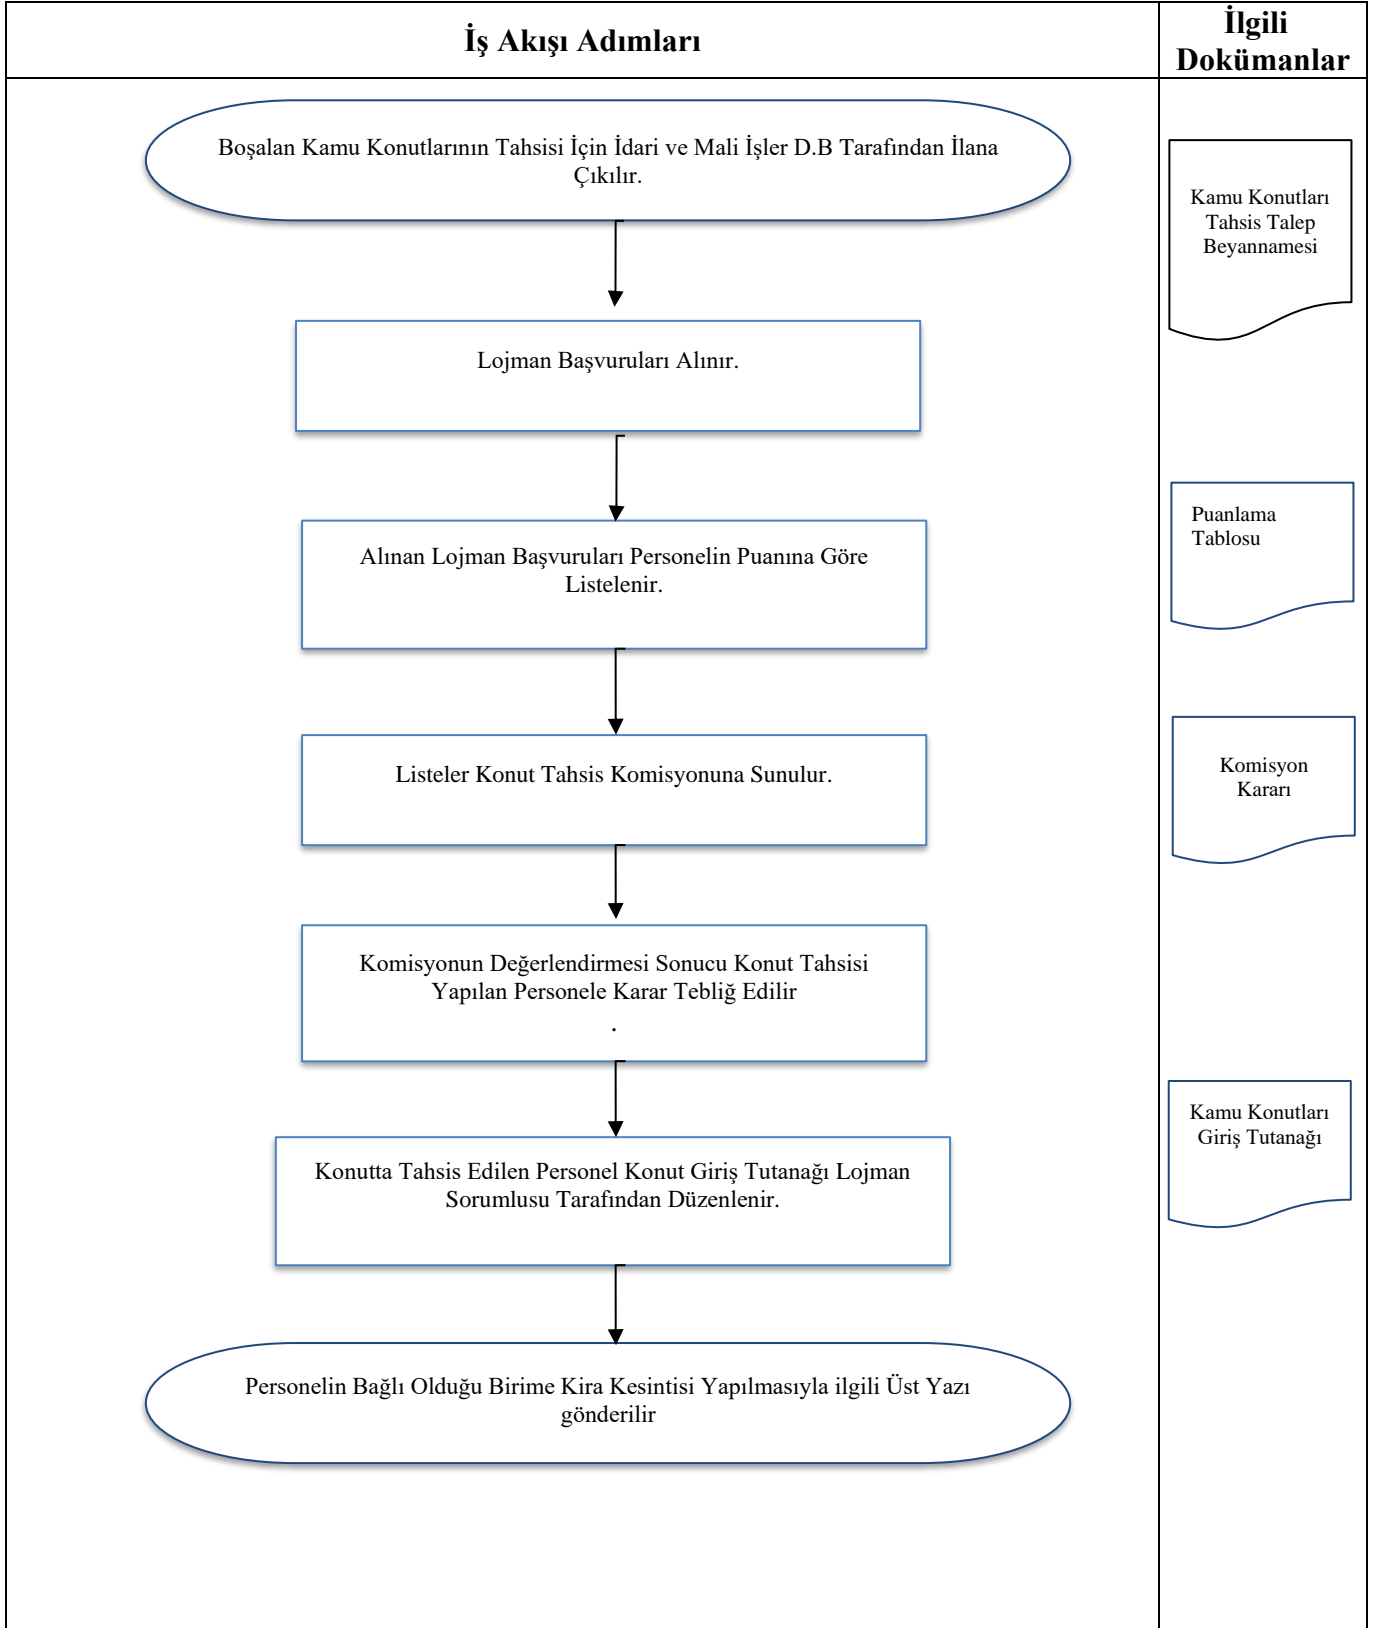 İş Akışı Adımları
İlgili
Dokümanlar
Boşalan Kamu Konutlarının Tahsisi İçin İdari ve Mali İşler D.B Tarafından İlana
Çıkılır.
Kamu Konutları
Tahsis Talep
Beyannamesi
Lojman Başvuruları Alınır.
Alınan Lojman Başvuruları Personelin Puanına Göre
Listelenir.
Puanlama
Tablosu
Listeler Konut Tahsis Komisyonuna Sunulur.
Komisyon
Kararı
Komisyonun Değerlendirmesi Sonucu Konut Tahsisi
Yapılan Personele Karar Tebliğ Edilir
.
Konutta Tahsis Edilen Personel Konut Giriş Tutanağı Lojman
Sorumlusu Tarafından Düzenlenir.
Kamu Konutları
Giriş Tutanağı
Personelin Bağlı Olduğu Birime Kira Kesintisi Yapılmasıyla ilgili Üst Yazı
gönderilir